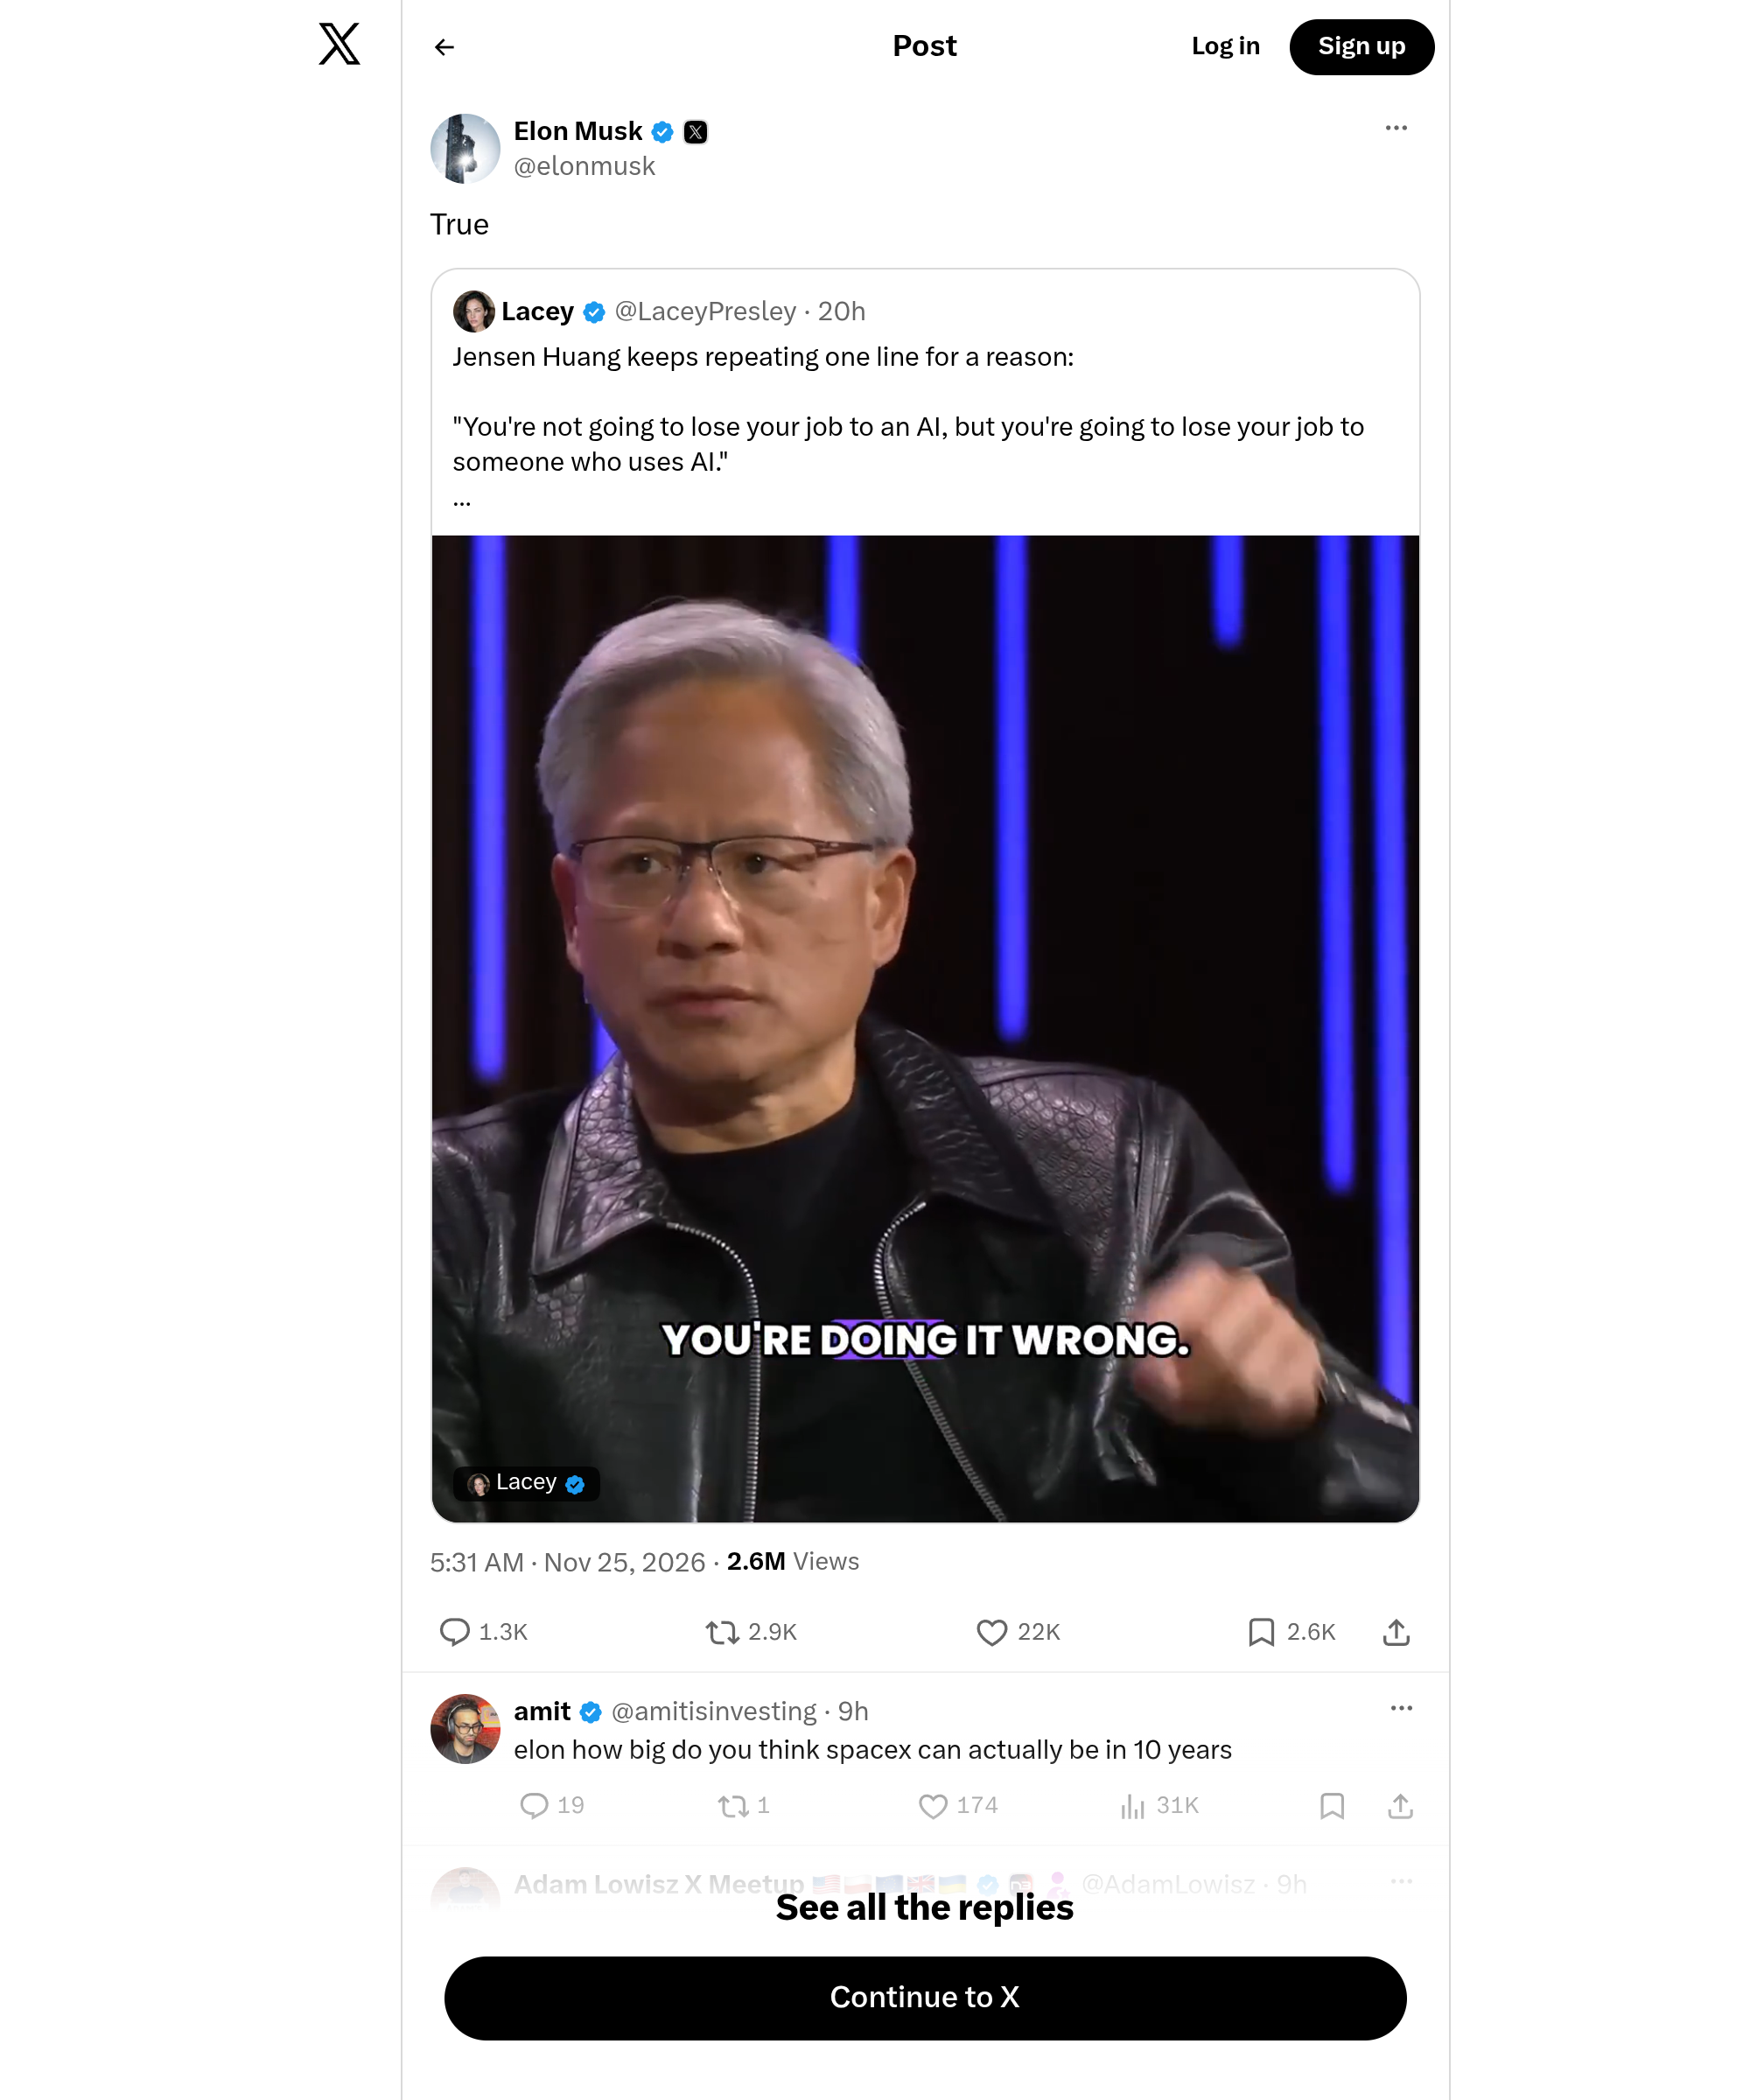 Post
Log in
Sign up
Elon Musk
@elonmusk
True
Lacey @LaceyPresley · 20h
Jensen Huang keeps repeating one line for a reason:
"You're not going to lose your job to an AI, but you're going to lose your job to
someone who uses AI."
...
YOU'RE DOING IT WRONG.
Lacey
5:31 AM · Nov 25, 2026 · 2.6M Views
1.3K 2.9K 22K 2.6K
amit @amitisinvesting · 9h
elon how big do you think spacex can actually be in 10 years
19 1 174 31K
Adam Lowisz X Meetup 🇺🇸🇵🇱🇪🇺🇬🇧🇺🇦 @AdamLowisz · 9h
See all the replies
Continue to X